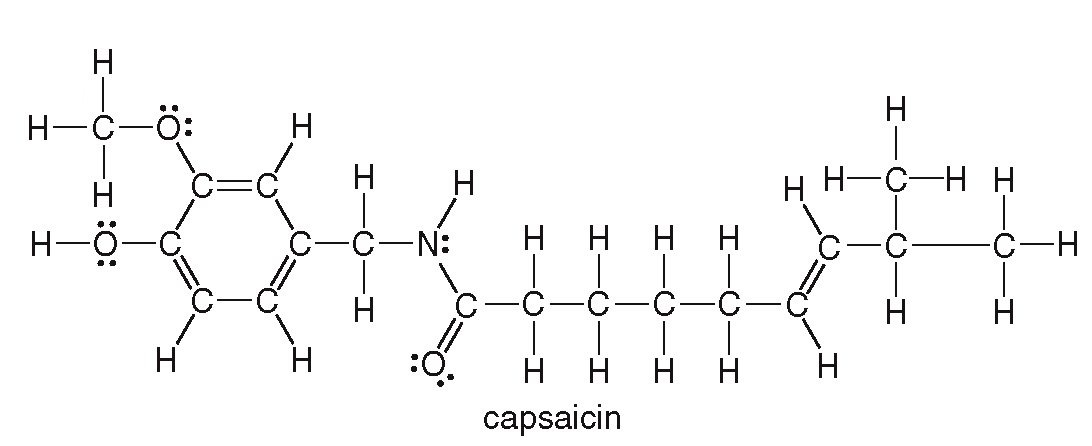 H
H
H C O H
H C C H H H H C H H
H O C C C N H H H H C C C H
C C H C C C C C C H H
H H O H H H H H
capsaicin